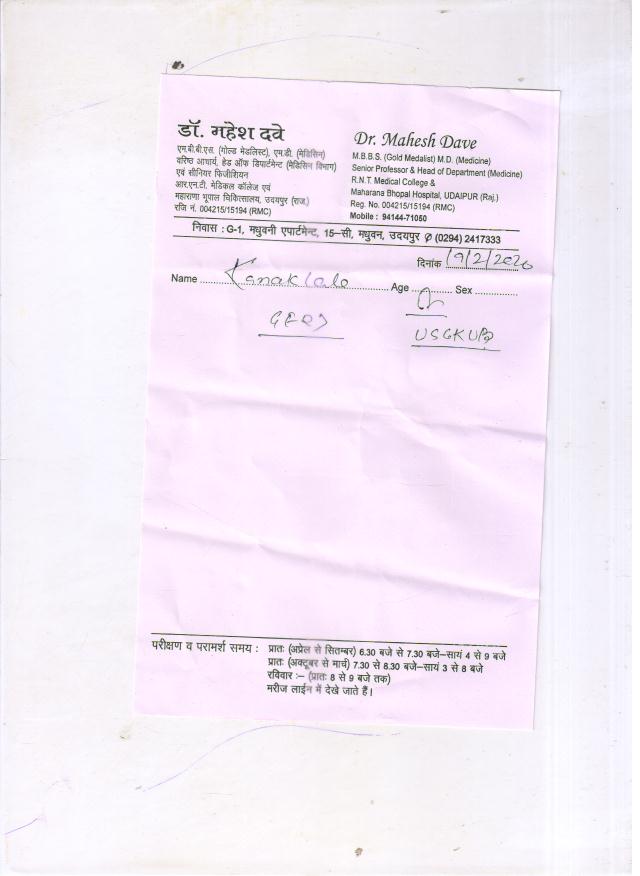 डॉ. महेश दवे
एम.बी.बी.एस. (गोल्ड मेडलिस्ट), एम.डी. (मेडिसिन)
वरिष्ठ आचार्य, हेड ऑफ डिपार्टमेन्ट (मेडिसिन विभाग)
एवं सीनियर फिजीशियन
आर.एन.टी. मेडिकल कॉलेज एवं
महाराणा भूपाल चिकित्सालय, उदयपुर (राज.)
रजि नं. 004215/15194 (RMC)
Dr. Mahesh Dave
M.B.B.S. (Gold Medalist) M.D. (Medicine)
Senior Professor & Head of Department (Medicine)
R.N.T. Medical College &
Maharana Bhopal Hospital, UDAIPUR (Raj.)
Reg. No. 004215/15194 (RMC)
Mobile : 94144-71050
निवास : G-1, मधुवनी एपार्टमेन्ट, 15-सी, मधुवन, उदयपुर ✆ (0294) 2417333
दिनांक 19/2/2020
Name Kanaklale Age Sex
USGKUB
परीक्षण व परामर्श समय : प्रातः (अप्रेल से सितम्बर) 6.30 बजे से 7.30 बजे-सायं 4 से 9 बजे
प्रातः (अक्टूबर से मार्च) 7.30 से 8.30 बजे-सायं 3 से 8 बजे
रविवार :- (प्रातः 8 से 9 बजे तक)
मरीज लाईन में देखे जाते हैं।